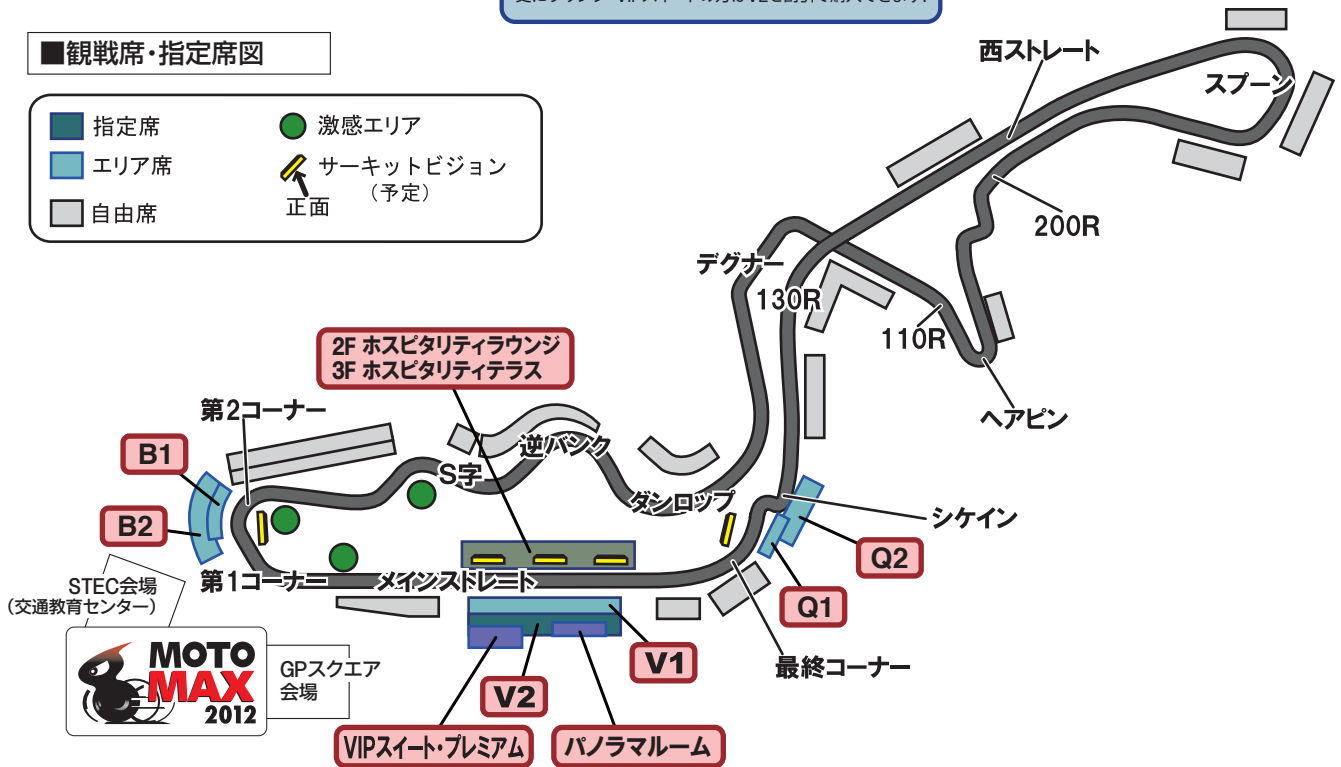 ■観戦席・指定席図
指定席
エリア席
自由席
激感エリア
サーキットビジョン
（予定）
正面
西ストレート
スプーン
200R
デグナー
130R
110R
ヘアピン
2F ホスピタリティラウンジ
3F ホスピタリティテラス
第2コーナー
逆バンク
S字
B1
ダンロップ
シケイン
B2
Q2
第1コーナー
メインストレート
STEC会場
（交通教育センター）
Q1
MOTO
MAX
2012
GPスクエア
会場
V1
最終コーナー
V2
VIPスイート・プレミアム
パノラマルーム